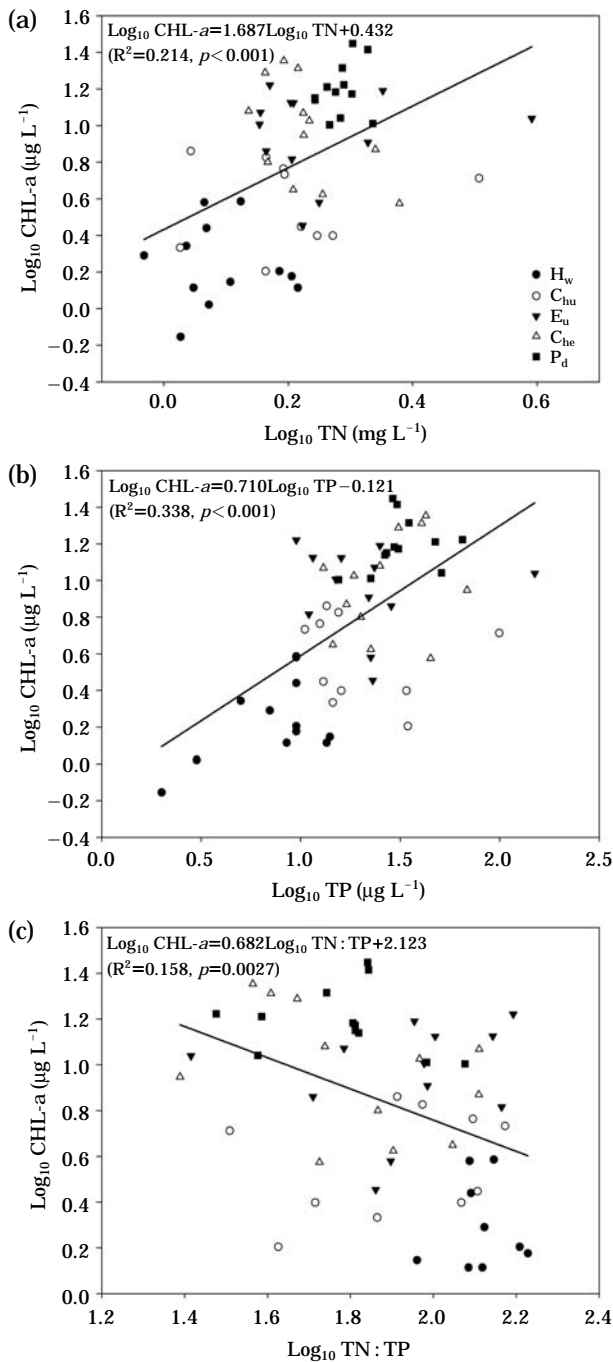 (a)
Log₁₀ CHL-a=1.687Log₁₀ TN+0.432
(R²=0.214, p<0.001)
1.6
1.4
1.2
1.0
0.8
0.6
0.4
0.2
0.0
−0.2
−0.4
Log₁₀ CHL-a (μg L⁻¹)
H_w
C_hu
E_u
C_he
P_d
0.0 0.2 0.4 0.6
Log₁₀ TN (mg L⁻¹)
(b)
Log₁₀ CHL-a=0.710Log₁₀ TP−0.121
(R²=0.338, p<0.001)
1.6
1.4
1.2
1.0
0.8
0.6
0.4
0.2
0.0
−0.2
−0.4
Log₁₀ CHL-a (μg L⁻¹)
0.0 0.5 1.0 1.5 2.0 2.5
Log₁₀ TP (μg L⁻¹)
(c)
Log₁₀ CHL-a=0.682Log₁₀ TN : TP+2.123
(R²=0.158, p=0.0027)
1.6
1.4
1.2
1.0
0.8
0.6
0.4
0.2
0.0
Log₁₀ CHL-a (μg L⁻¹)
1.2 1.4 1.6 1.8 2.0 2.2 2.4
Log₁₀ TN : TP